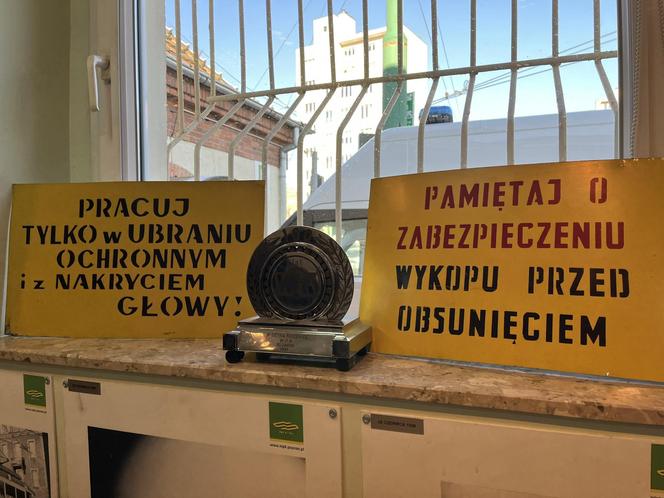 PRACUJ
TYLKO w UBRANIU
OCHRONNYM
i z NAKRYCIEM
GŁOWY!
PAMIĘTAJ O
ZABEZPIECZENIU
WYKOPU PRZED
OBSUNIĘCIEM